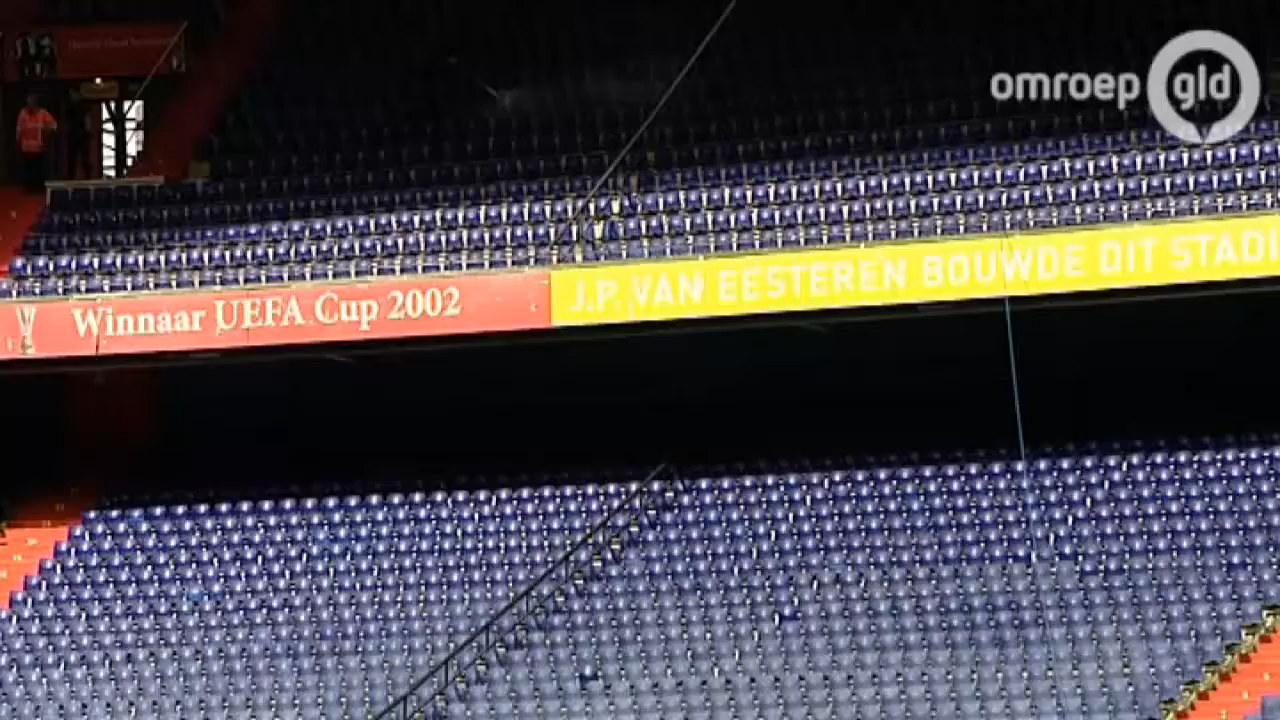 omroep gld
Winnaar UEFA Cup 2002
J.P. VAN EESTEREN BOUWDE DIT STADI